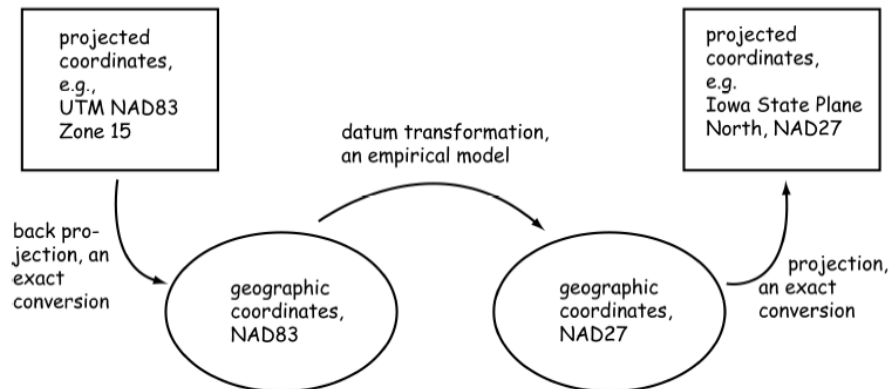 projected
coordinates,
e.g.,
UTM NAD83
Zone 15
projected
coordinates,
e.g.
Iowa State Plane
North, NAD27
datum transformation,
an empirical model
back pro-
jection, an
exact
conversion
geographic
coordinates,
NAD83
geographic
coordinates,
NAD27
projection,
an exact
conversion